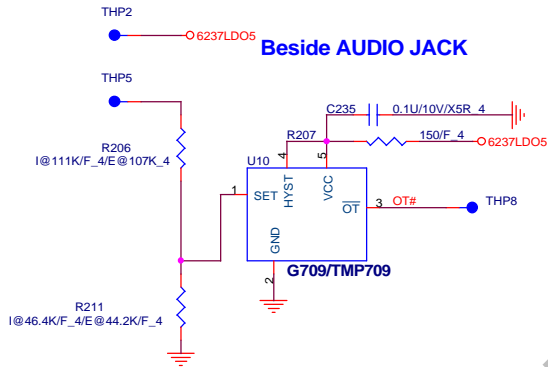 THP2
6237LDO5
Beside AUDIO JACK
THP5
C235
0.1U/10V/X5R_4
R206
I@111K/F_4/E@107K_4
R207
150/F_4
6237LDO5
U10
4
5
1
SET
HYST
VCC
OT
3
OT#
THP8
GND
2
G709/TMP709
R211
I@46.4K/F_4/E@44.2K/F_4